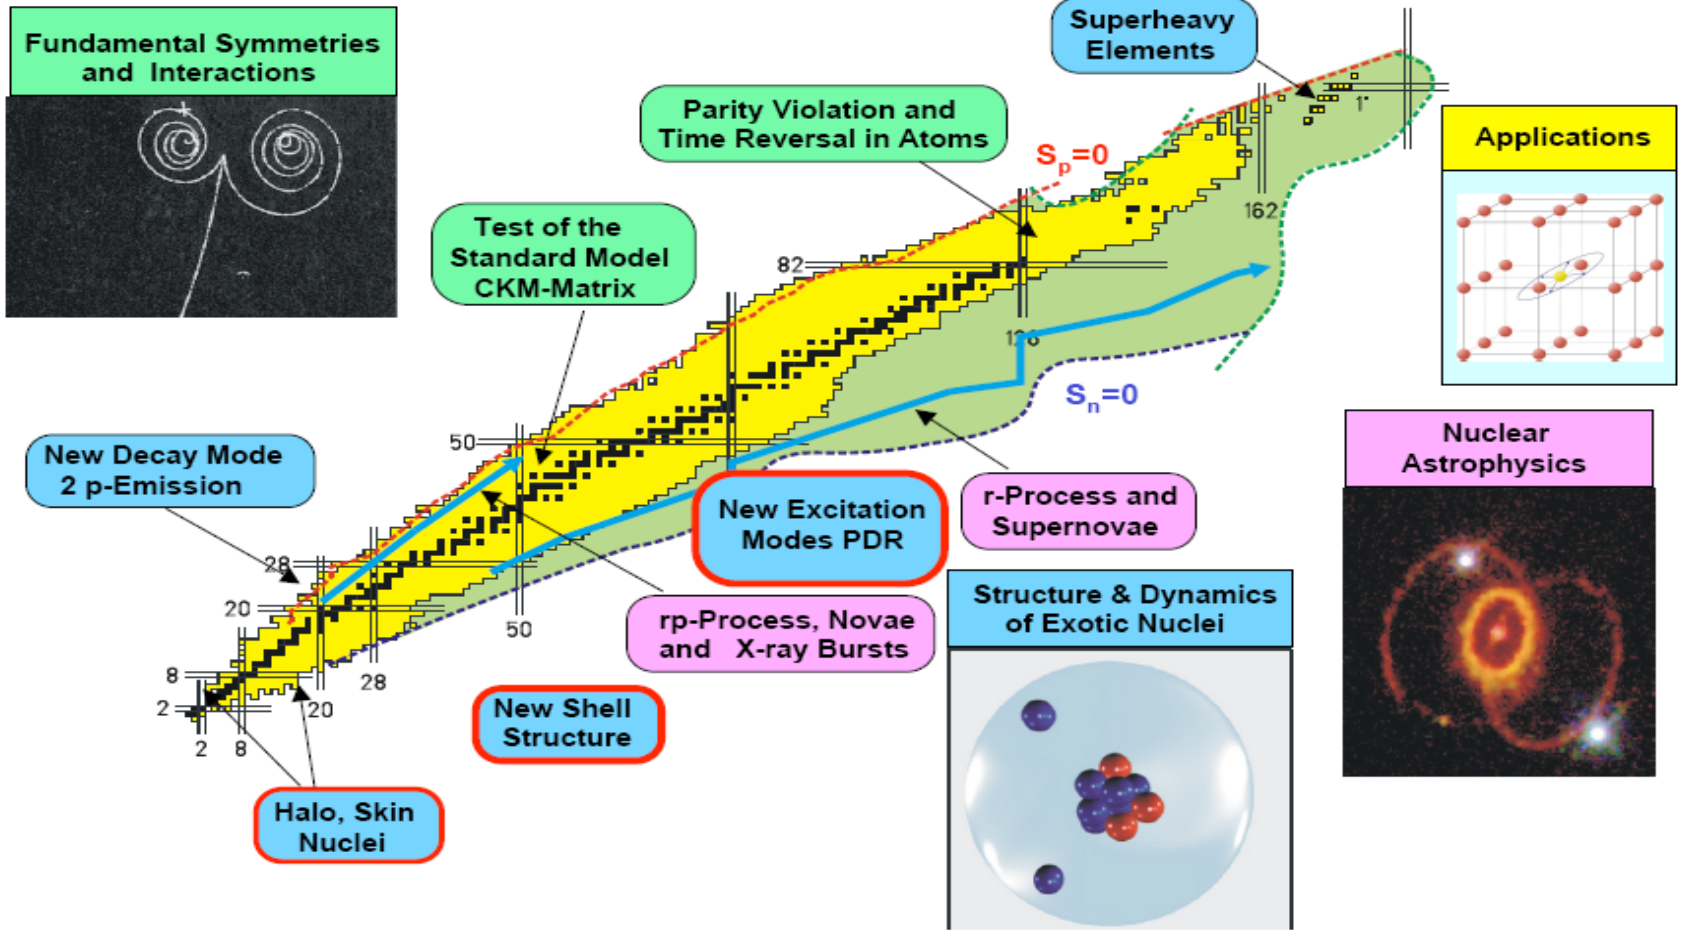 Fundamental Symmetries
and Interactions
Superheavy
Elements
Parity Violation and
Time Reversal in Atoms
Applications
Sp=0
Test of the
Standard Model
CKM-Matrix
162
82
126
Sn=0
New Decay Mode
2 p-Emission
50
Nuclear
Astrophysics
New Excitation
Modes PDR
r-Process and
Supernovae
28
20
50
rp-Process, Novae
and X-ray Bursts
Structure & Dynamics
of Exotic Nuclei
8
28
2
20
2
8
New Shell
Structure
Halo, Skin
Nuclei